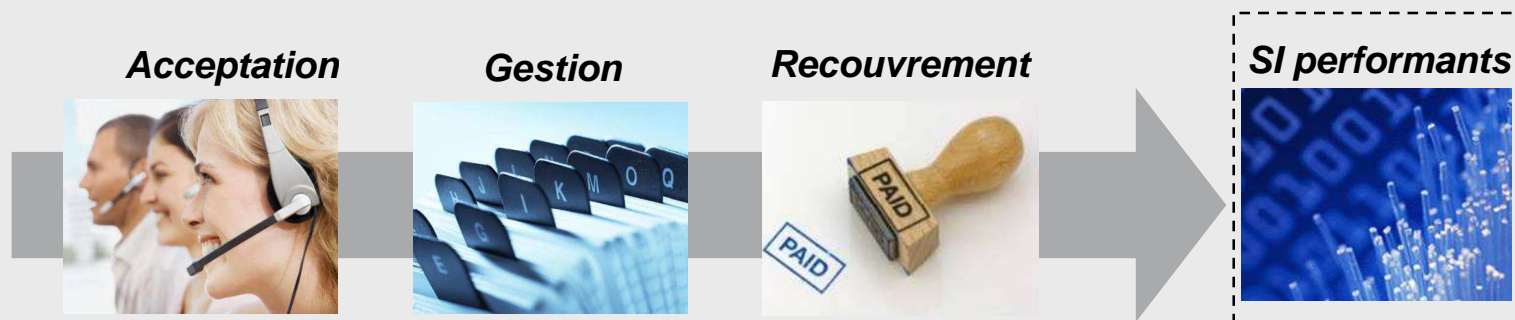 Acceptation
Gestion
Recouvrement
SI performants
H
J
I
K
M
O
Q
G
E
PAID
PAID